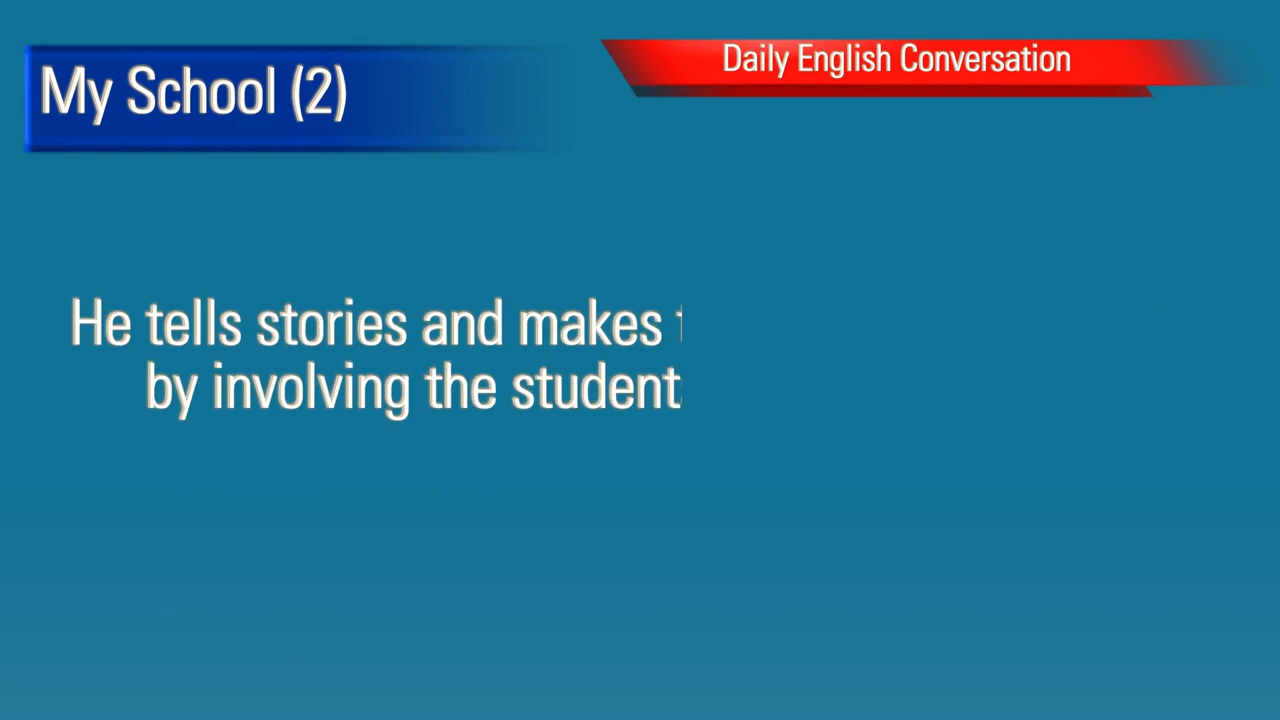 My School (2)
Daily English Conversation
He tells stories and makes
by involving the student